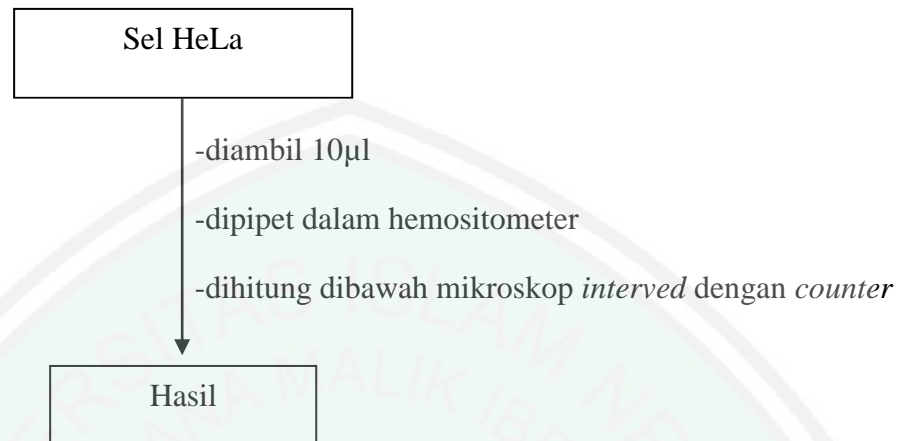 Sel HeLa
-diambil 10µl
-dipipet dalam hemositometer
-dihitung dibawah mikroskop interved dengan counter
Hasil